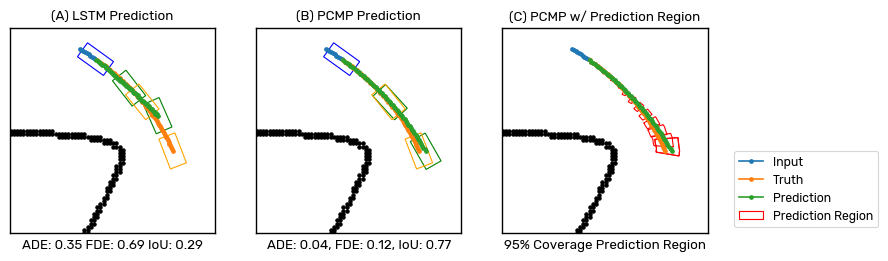 (A) LSTM Prediction
(B) PCMP Prediction
(C) PCMP w/ Prediction Region
Input
Truth
Prediction
Prediction Region
ADE: 0.35 FDE: 0.69 IoU: 0.29
ADE: 0.04, FDE: 0.12, IoU: 0.77
95% Coverage Prediction Region